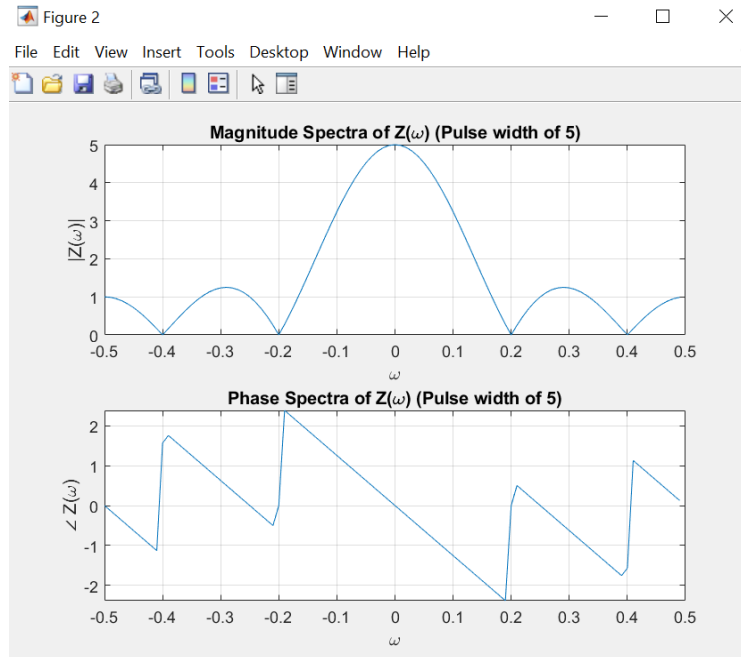 Figure 2
File Edit View Insert Tools Desktop Window Help
Magnitude Spectra of Z(ω) (Pulse width of 5)
5
4
3
2
1
0
|Z(ω)|
-0.5 -0.4 -0.3 -0.2 -0.1 0 0.1 0.2 0.3 0.4 0.5
ω
Phase Spectra of Z(ω) (Pulse width of 5)
2
1
0
-1
-2
∠ Z(ω)
-0.5 -0.4 -0.3 -0.2 -0.1 0 0.1 0.2 0.3 0.4 0.5
ω